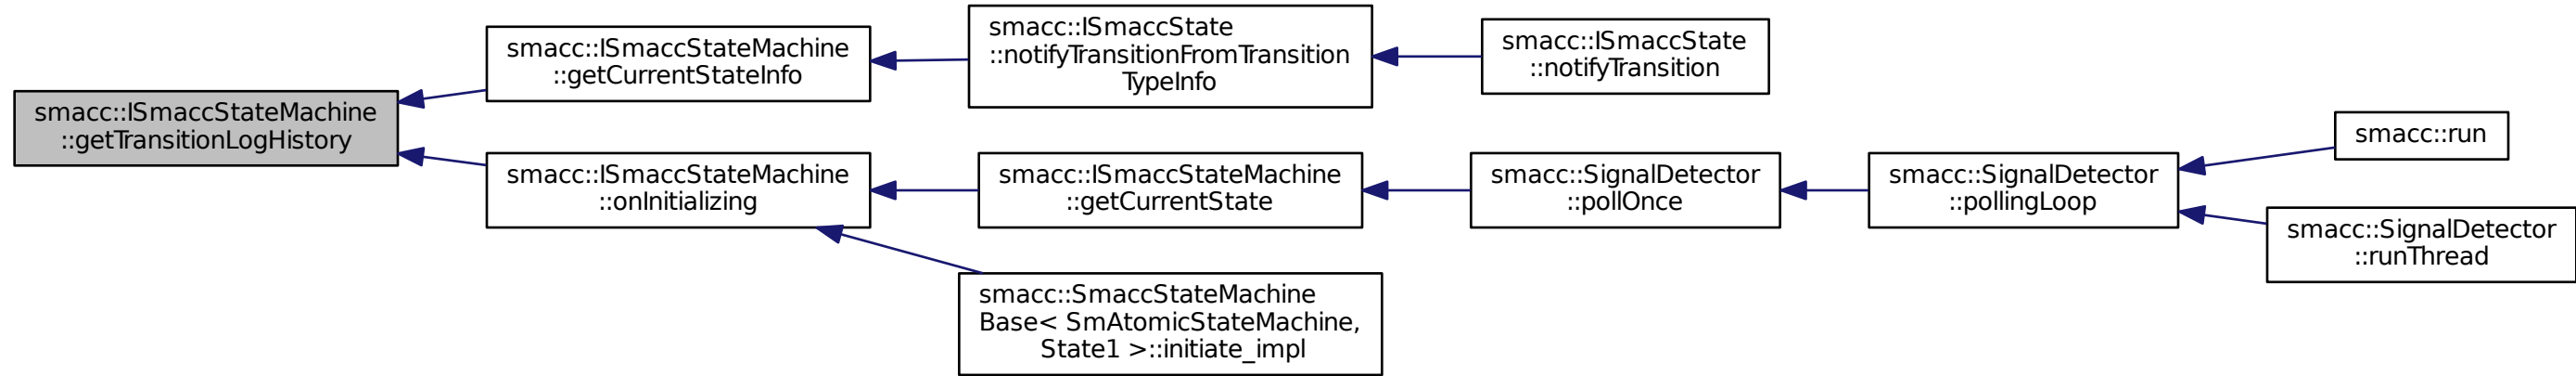 smacc::ISmaccStateMachine
::getTransitionLogHistory
smacc::ISmaccStateMachine
::getCurrentStateInfo
smacc::ISmaccState
::notifyTransitionFromTransition
TypeInfo
smacc::ISmaccState
::notifyTransition
smacc::ISmaccStateMachine
::onInitializing
smacc::ISmaccStateMachine
::getCurrentState
smacc::SignalDetector
::pollOnce
smacc::SignalDetector
::pollingLoop
smacc::run
smacc::SignalDetector
::runThread
smacc::SmaccStateMachine
Base< SmAtomicStateMachine,
State1 >::initiate_impl